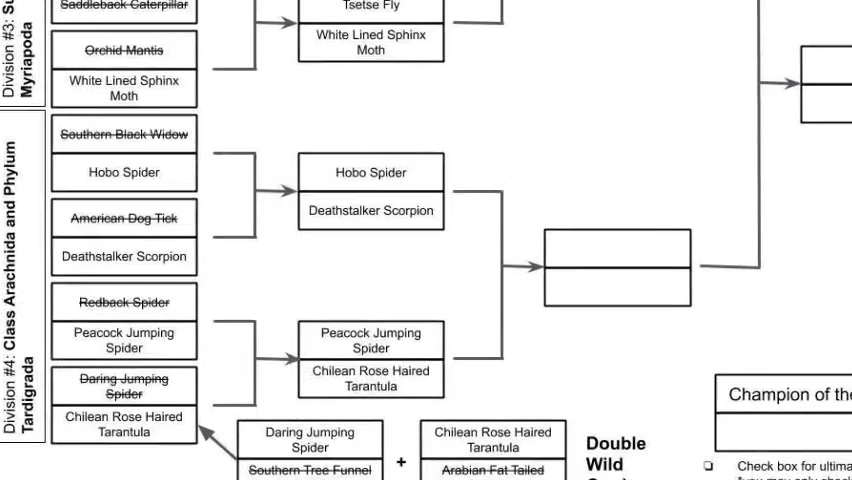 Saddleback Caterpillar
Tsetse Fly
Division #3: Su
Myriapoda
Orchid Mantis
White Lined Sphinx
Moth
White Lined Sphinx
Moth
Division #4: Class Arachnida and Phylum
Tardigrada
Southern Black Widow
Hobo Spider
Hobo Spider
Deathstalker Scorpion
American Dog Tick
Deathstalker Scorpion
Redback Spider
Peacock Jumping
Spider
Peacock Jumping
Spider
Chilean Rose Haired
Tarantula
Daring Jumping
Spider
Chilean Rose Haired
Tarantula
Daring Jumping
Spider
Southern Tree Funnel
+
Chilean Rose Haired
Tarantula
Arabian Fat Tailed
Double
Wild
Champion of the
Check box for ultima